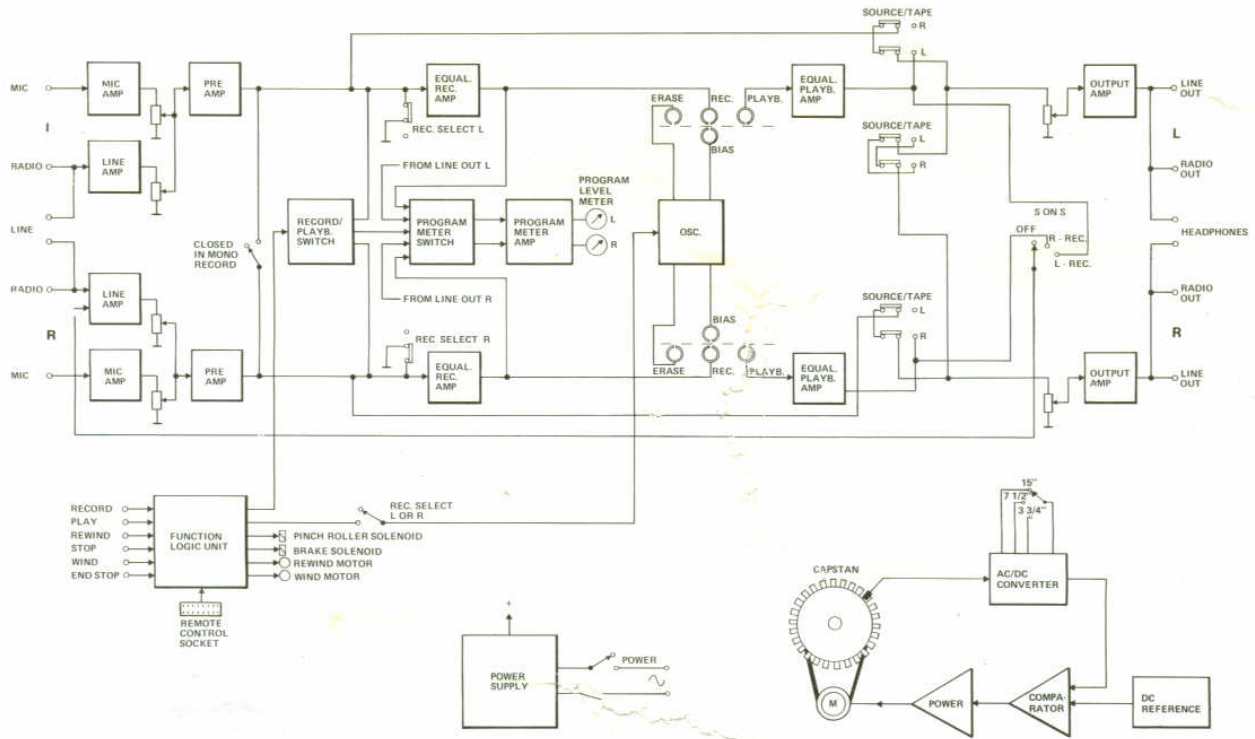 SOURCE/TAPE
R
L
MIC
MIC AMP
PRE AMP
EQUAL. REC. AMP
ERASE
REC.
PLAYB.
EQUAL. PLAYB. AMP
OUTPUT AMP
LINE OUT
I
REC. SELECT L
BIAS
L
SOURCE/TAPE
L
R
RADIO
LINE AMP
FROM LINE OUT L
RADIO OUT
PROGRAM LEVEL METER
L
R
RECORD/ PLAYB. SWITCH
PROGRAM METER SWITCH
PROGRAM METER AMP
OSC.
S ON S
OFF
R - REC.
L - REC.
HEADPHONES
LINE
CLOSED IN MONO RECORD
RADIO
LINE AMP
FROM LINE OUT R
SOURCE/TAPE
L
R
RADIO OUT
R
REC SELECT R
BIAS
MIC
MIC AMP
PRE AMP
EQUAL. REC. AMP
ERASE
REC.
PLAYB.
EQUAL. PLAYB. AMP
OUTPUT AMP
LINE OUT
RECORD
PLAY
REWIND
STOP
WIND
END STOP
FUNCTION LOGIC UNIT
REC. SELECT L OR R
PINCH ROLLER SOLENOID
BRAKE SOLENOID
REWIND MOTOR
WIND MOTOR
REMOTE CONTROL SOCKET
15"
7 1/2"
3 3/4"
CAPSTAN
AC/DC CONVERTER
+
POWER SUPPLY
POWER
M
POWER
COMPA- RATOR
DC REFERENCE